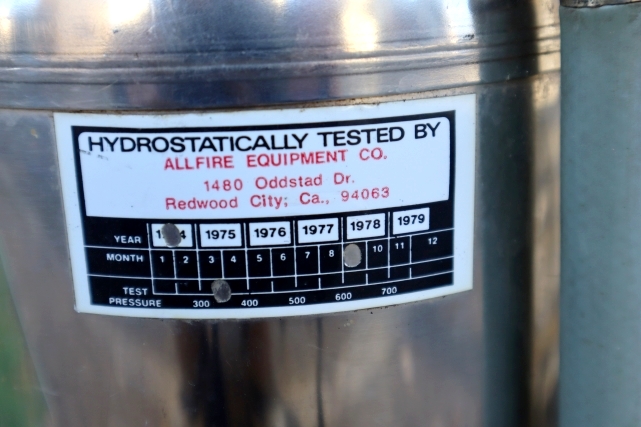 HYDROSTATICALLY TESTED BY
ALLFIRE EQUIPMENT CO.
1480 Oddstad Dr.
Redwood City; Ca., 94063
YEAR 1975 1976 1977 1978 1979
MONTH 1 2 3 4 5 6 7 8 10 11 12
TEST
PRESSURE 300 400 500 600 700